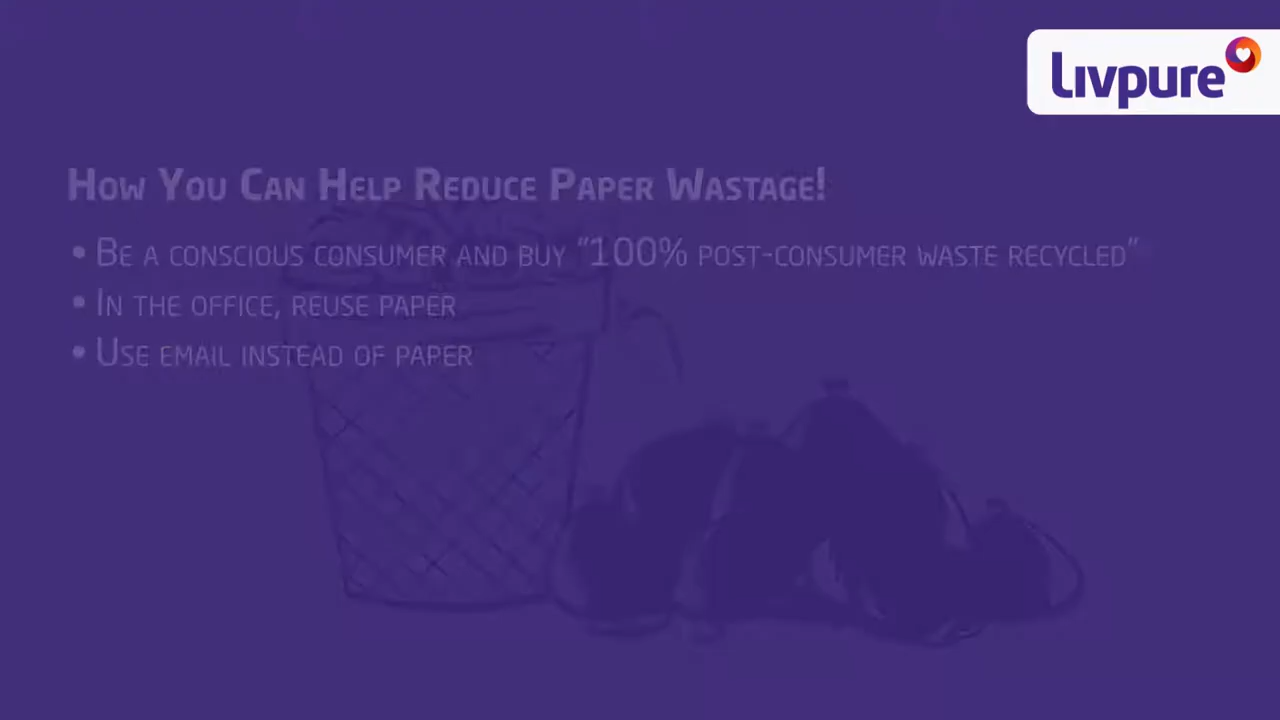 Livpure
How You Can Help Reduce Paper Wastage!
• Be a conscious consumer and buy “100% post-consumer waste recycled”
• In the office, reuse paper
• Use email instead of paper